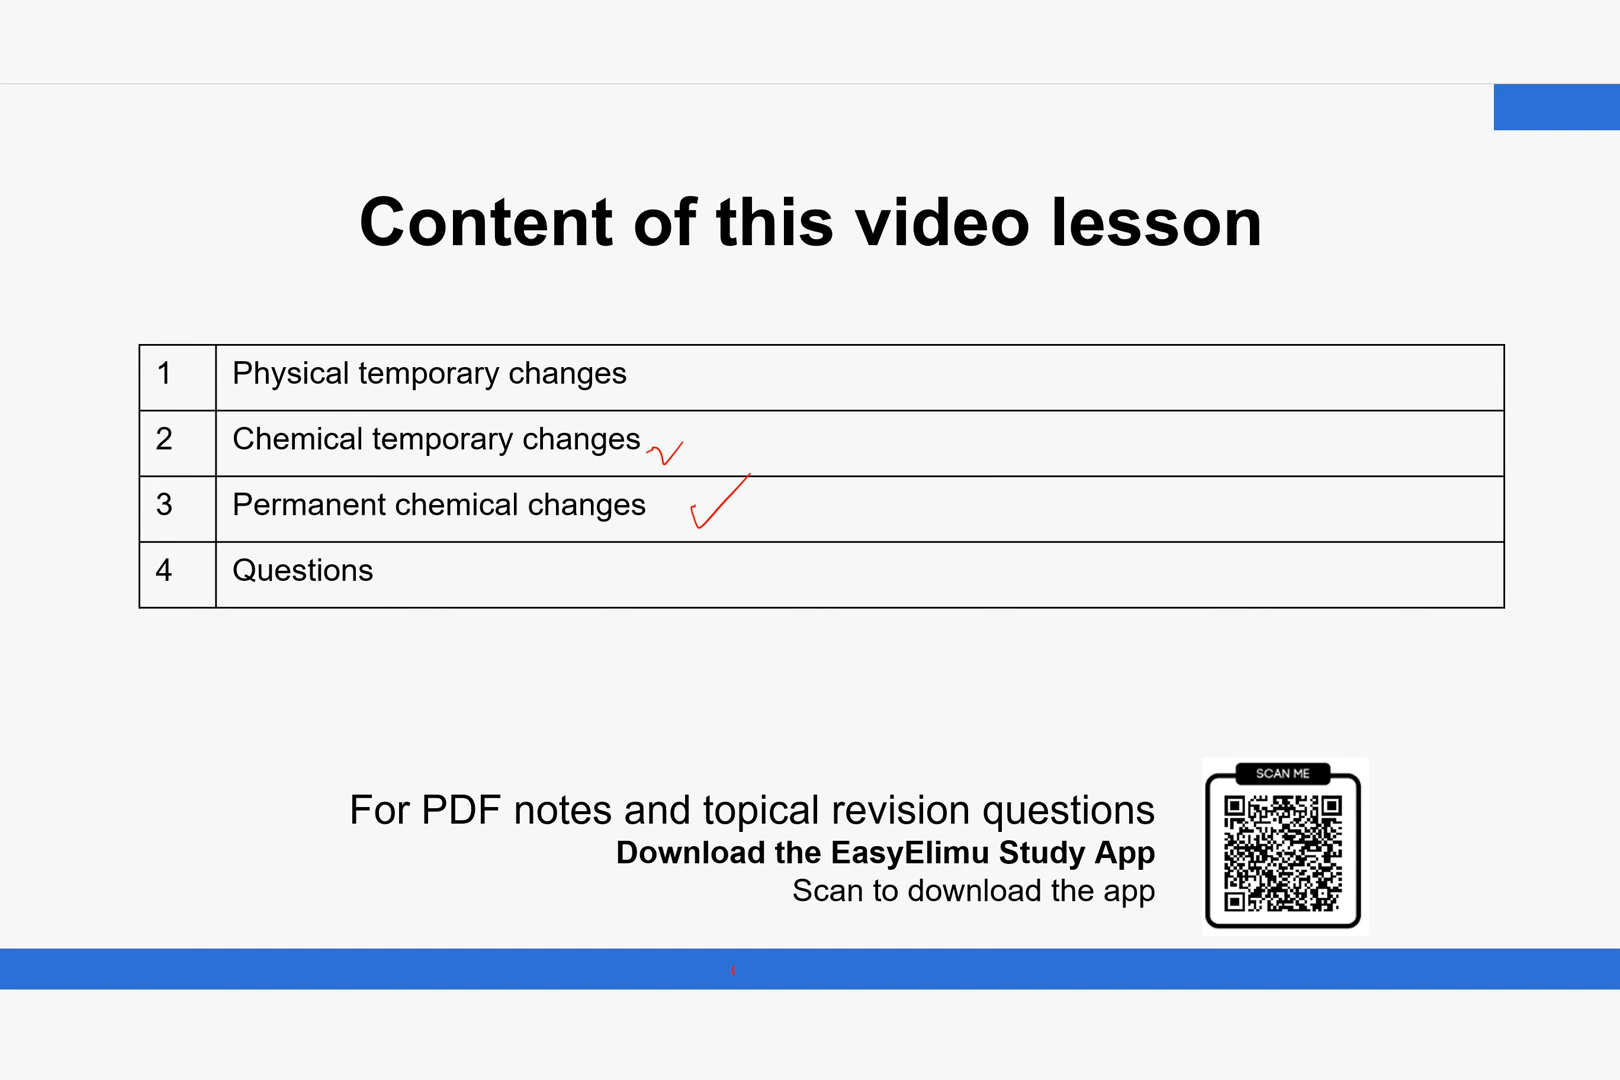 Content of this video lesson
1 Physical temporary changes
2 Chemical temporary changes
3 Permanent chemical changes
4 Questions
For PDF notes and topical revision questions
Download the EasyElimu Study App
Scan to download the app
SCAN ME